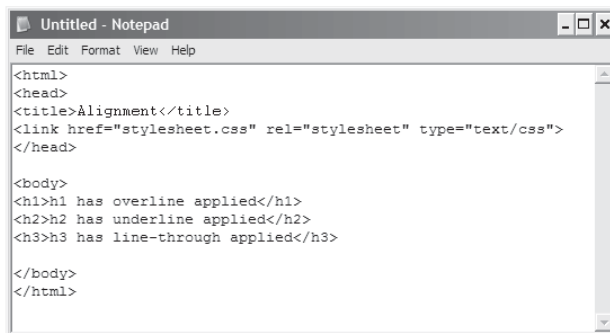 Untitled - Notepad
File Edit Format View Help
<html>
<head>
<title>Alignment</title>
<link href="stylesheet.css" rel="stylesheet" type="text/css">
</head>
<body>
<h1>h1 has overline applied</h1>
<h2>h2 has underline applied</h2>
<h3>h3 has line-through applied</h3>
</body>
</html>